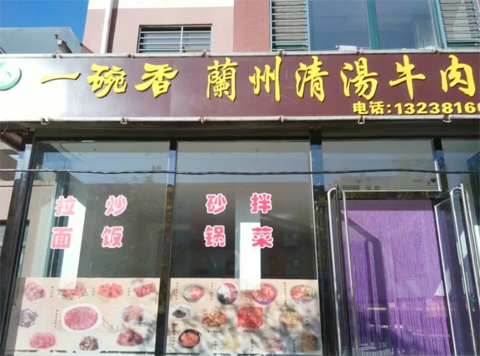 一碗香 蘭州清湯牛肉
电话:1323816
拉 炒 砂 拌
面 饭 锅 菜